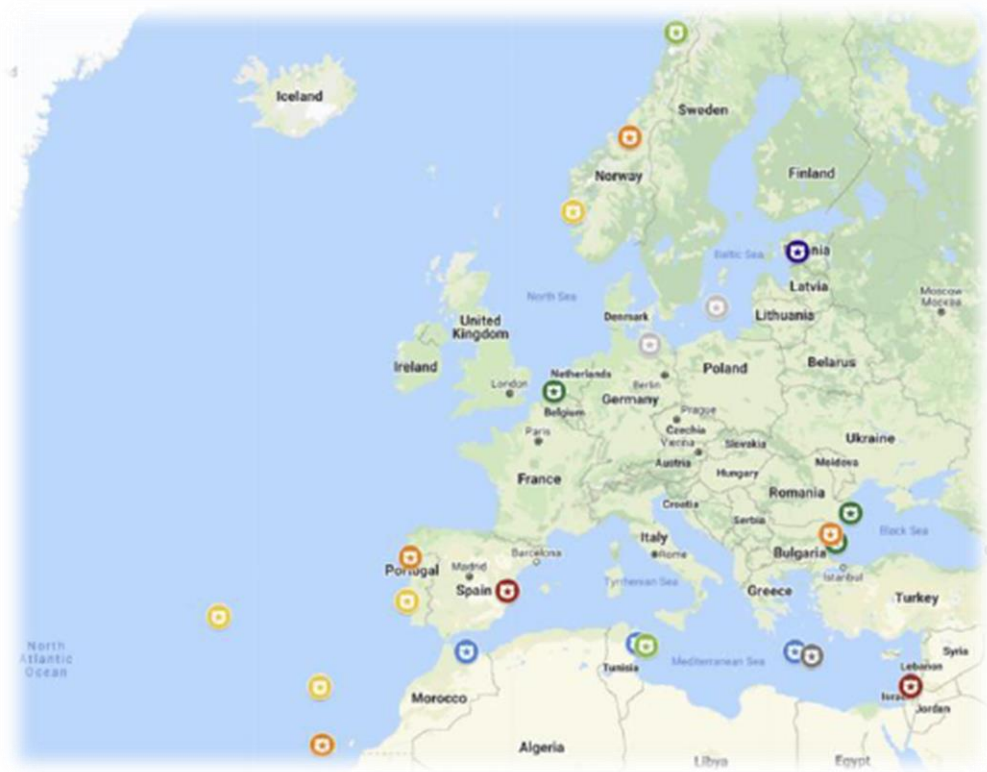 Iceland
Sweden
Finland
Norway
Baltic Sea
nia
Latvia
North Sea
Moscow
Москва
Denmark
Lithuania
United
Kingdom
Ireland
Netherlands
Poland
Belarus
London
Berlin
Germany
Belgium
Prague
Czechia
Paris
Vienna
Slovakia
Ukraine
Austria
Moldova
France
Hungary
Romania
Croatia
Serbia
Black Sea
Italy
Rome
Bulgaria
Barcelona
Portugal
Madrid
Spain
Istanbul
Tyrrhenian Sea
Greece
Turkey
North
Atlantic
Ocean
Syria
Tunisia
Mediterranean Sea
Lebanon
Israel
Jordan
Morocco
Algeria
Libya
Egypt